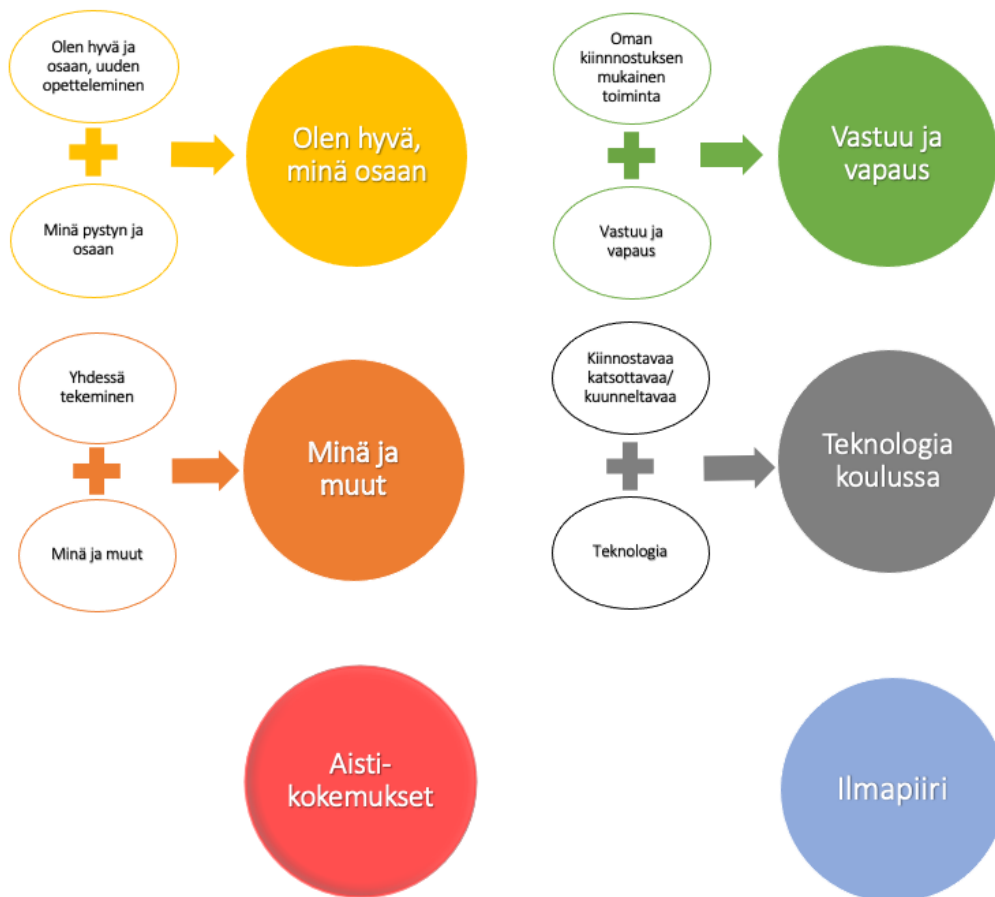 Olen hyvä ja
osaan, uuden
opetteleminen
Minä pystyn ja
osaan
Olen hyvä,
minä osaan
Oman
kiinnnostuksen
mukainen
toiminta
Vastuu ja
vapaus
Vastuu ja
vapaus
Yhdessä
tekeminen
Minä ja muut
Minä ja
muut
Kiinnostavaa
katsottavaa/
kuunneltavaa
Teknologia
Teknologia
koulussa
Aisti-
kokemukset
Ilmapiiri